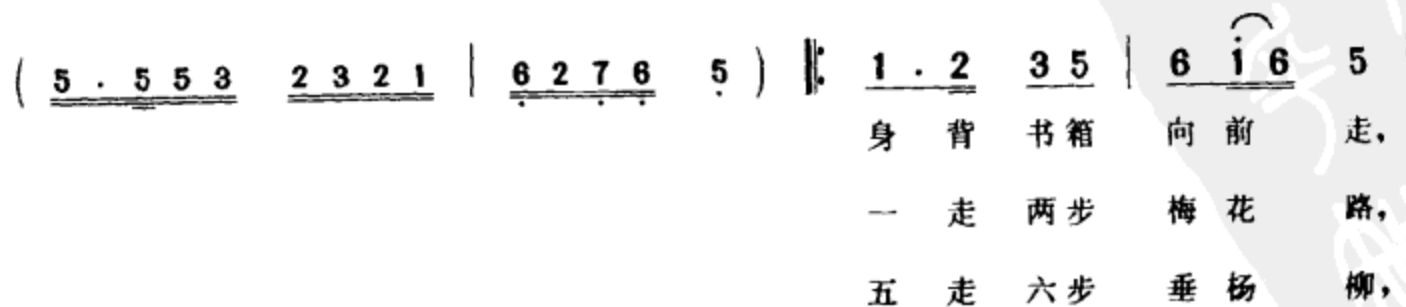 ( 5 . 5 5 3 2 3 2 1 | 6 2 7 6 5 ) ‖: 1 . 2 3 5 | 6 i 6 5
身 背 书 箱 向 前 走,
一 走 两 步 梅 花 路,
五 走 六 步 垂 杨 柳,